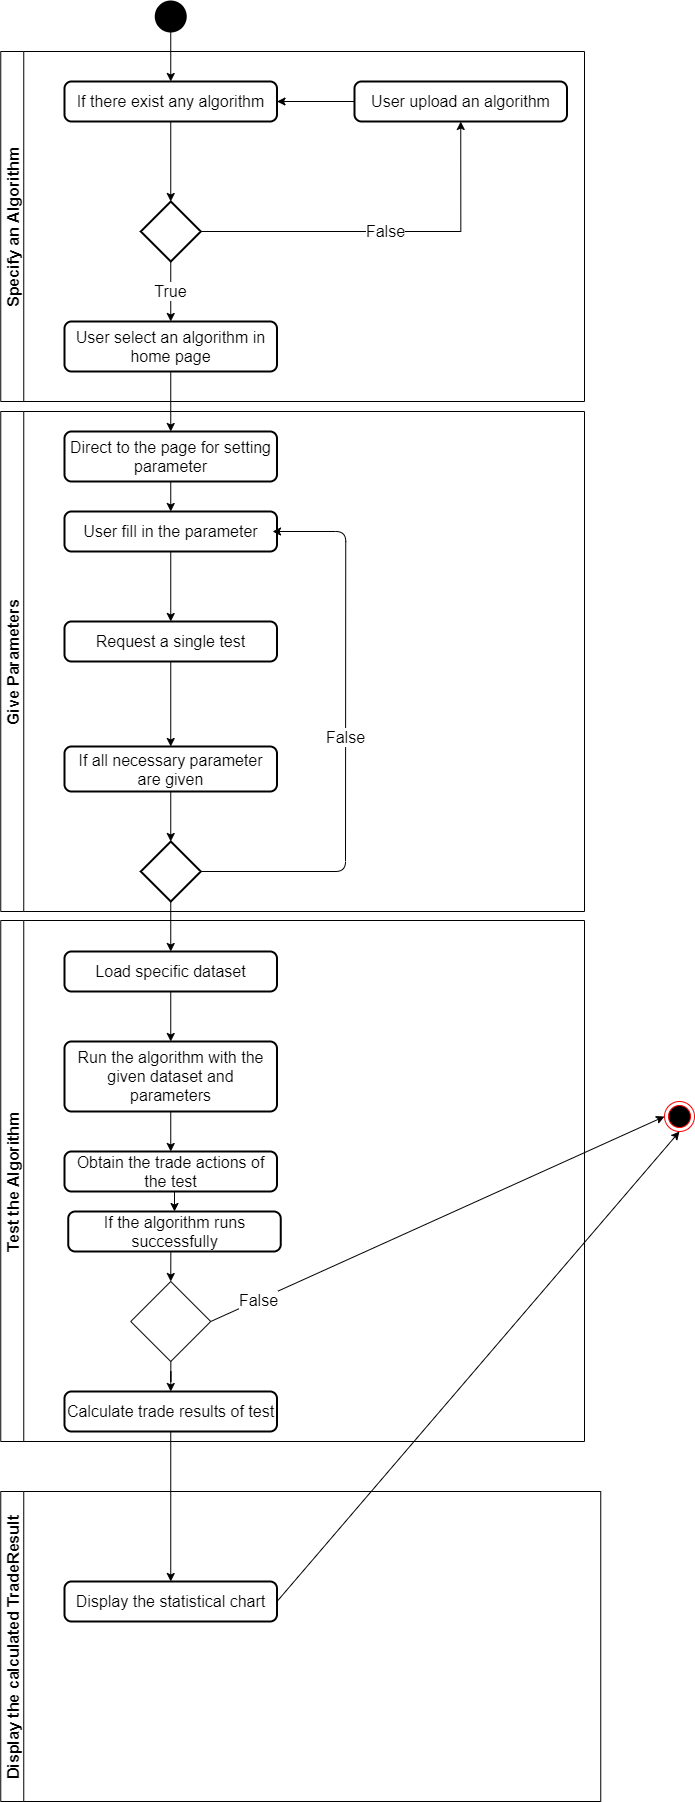 Specify an Algorithm
If there exist any algorithm
User upload an algorithm
False
True
User select an algorithm in
home page
Give Parameters
Direct to the page for setting
parameter
User fill in the parameter
Request a single test
False
If all necessary parameter
are given
Test the Algorithm
Load specific dataset
Run the algorithm with the
given dataset and
parameters
Obtain the trade actions of
the test
If the algorithm runs
successfully
False
Calculate trade results of test
Display the calculated TradeResult
Display the statistical chart